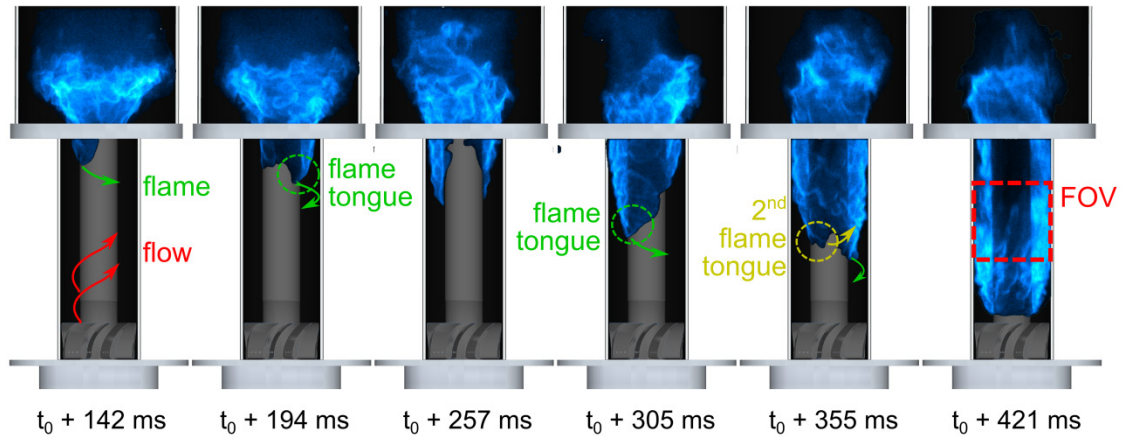 flame
flow
flame
tongue
flame
tongue
2nd
flame
tongue
FOV
t0 + 142 ms
t0 + 194 ms
t0 + 257 ms
t0 + 305 ms
t0 + 355 ms
t0 + 421 ms